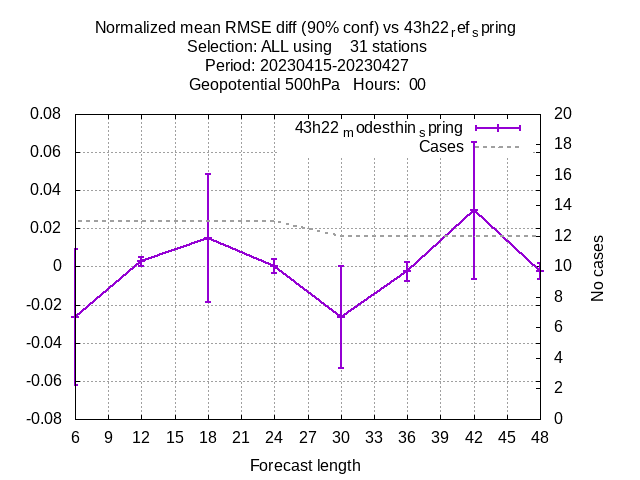 Normalized mean RMSE diff (90% conf) vs 43h22refspring
Selection: ALL using    31 stations
Period: 20230415-20230427
Geopotential 500hPa   Hours:  00
43h22modesthinspring
Cases
0.08
0.06
0.04
0.02
0
-0.02
-0.04
-0.06
-0.08
20
18
16
14
12
10
8
6
4
2
0
No cases
6 9 12 15 18 21 24 27 30 33 36 39 42 45 48
Forecast length